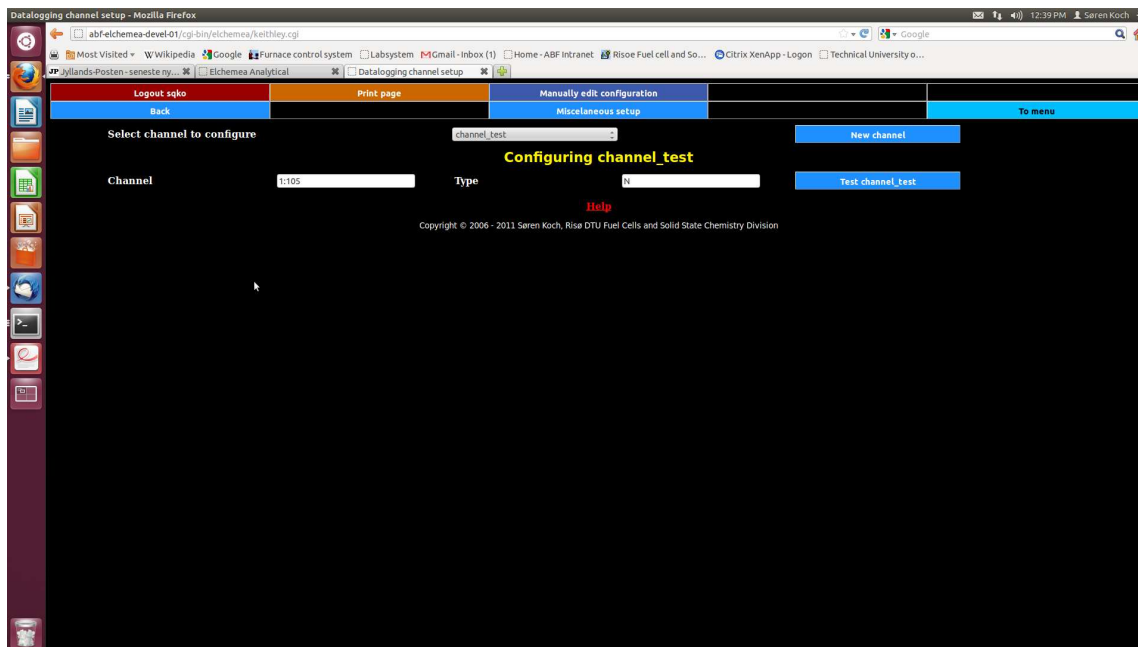 Datalogging channel setup - Mozilla Firefox
12:39 PM Søren Koch
abf-elchemea-devel-01/cgi-bin/elchemea/keithley.cgi
Google
Most Visited Wikipedia Google Furnace control system Labsystem Gmail - Inbox (1) Home - ABF Intranet Risoe Fuel cell and So... Citrix XenApp - Logon Technical University o...
JP Jyllands-Posten - seneste ny... Elchemea Analytical Datalogging channel setup
Logout sqko Print page Manually edit configuration
Back Miscelaneous setup To menu
Select channel to configure channel_test New channel
Configuring channel_test
Channel 1:105 Type N Test channel_test
Help
Copyright © 2006 - 2011 Søren Koch, Risø DTU Fuel Cells and Solid State Chemistry Division